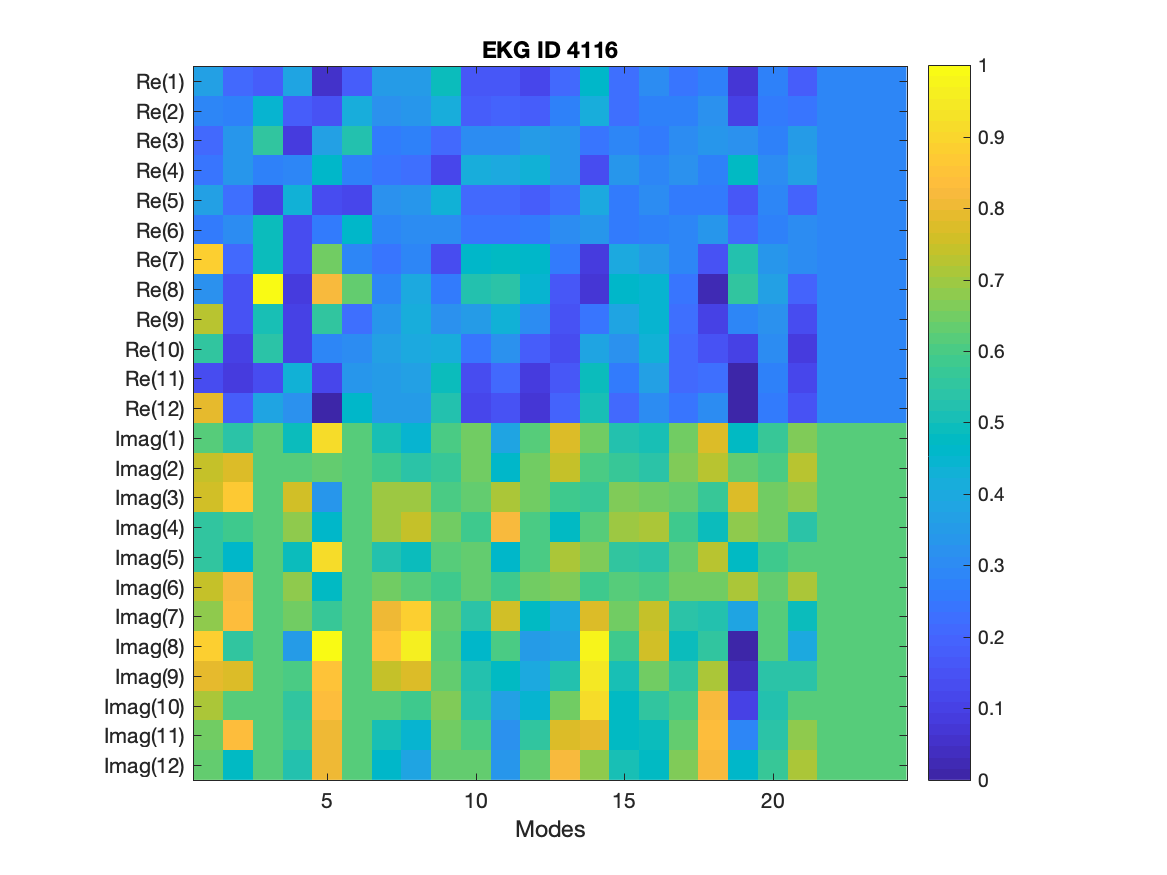 EKG ID 4116
Re(1)
Re(2)
Re(3)
Re(4)
Re(5)
Re(6)
Re(7)
Re(8)
Re(9)
Re(10)
Re(11)
Re(12)
Imag(1)
Imag(2)
Imag(3)
Imag(4)
Imag(5)
Imag(6)
Imag(7)
Imag(8)
Imag(9)
Imag(10)
Imag(11)
Imag(12)
5 10 15 20
Modes
1
0.9
0.8
0.7
0.6
0.5
0.4
0.3
0.2
0.1
0